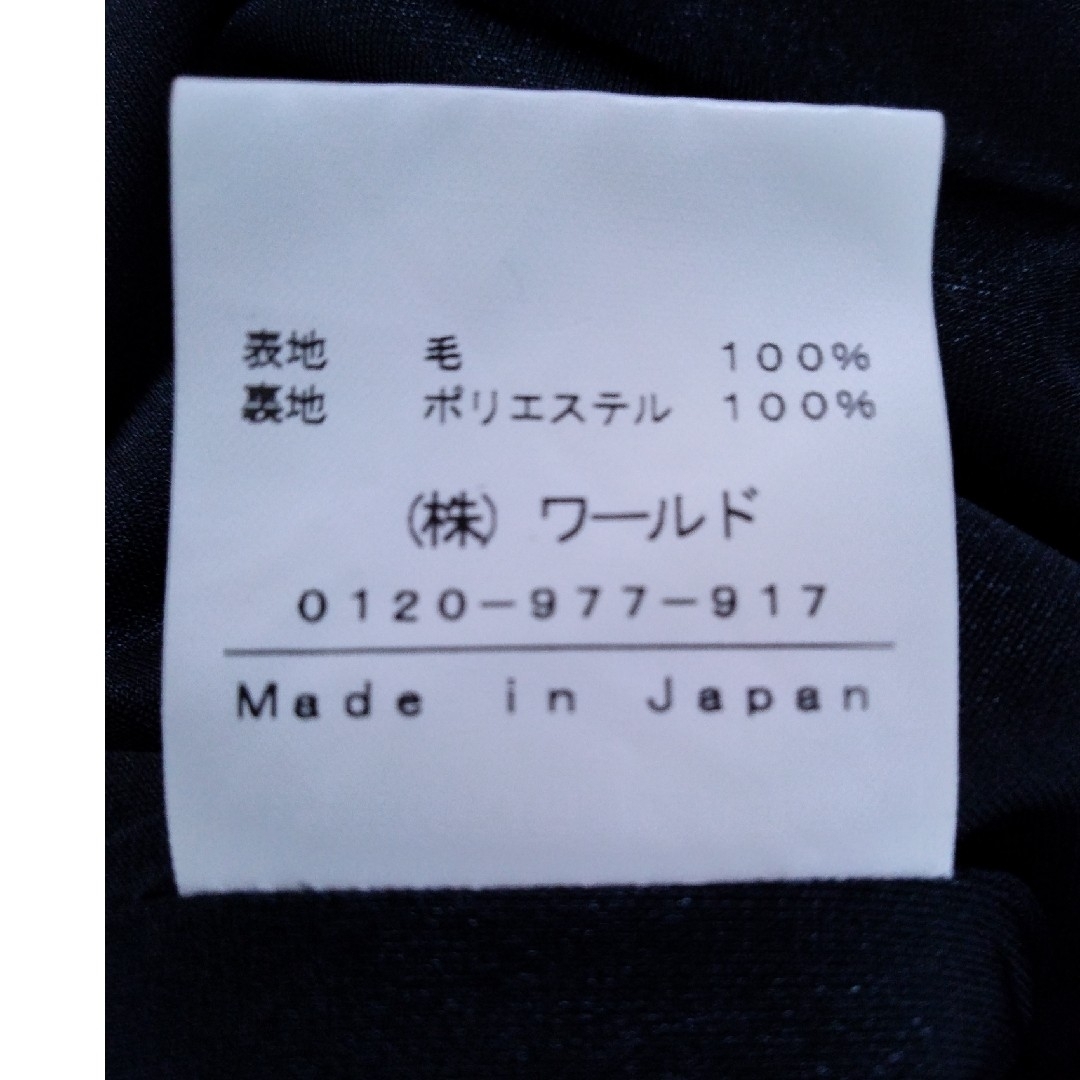 表地 毛 100%
裏地 ポリエステル 100%
(株) ワールド
0120-977-917
Made in Japan